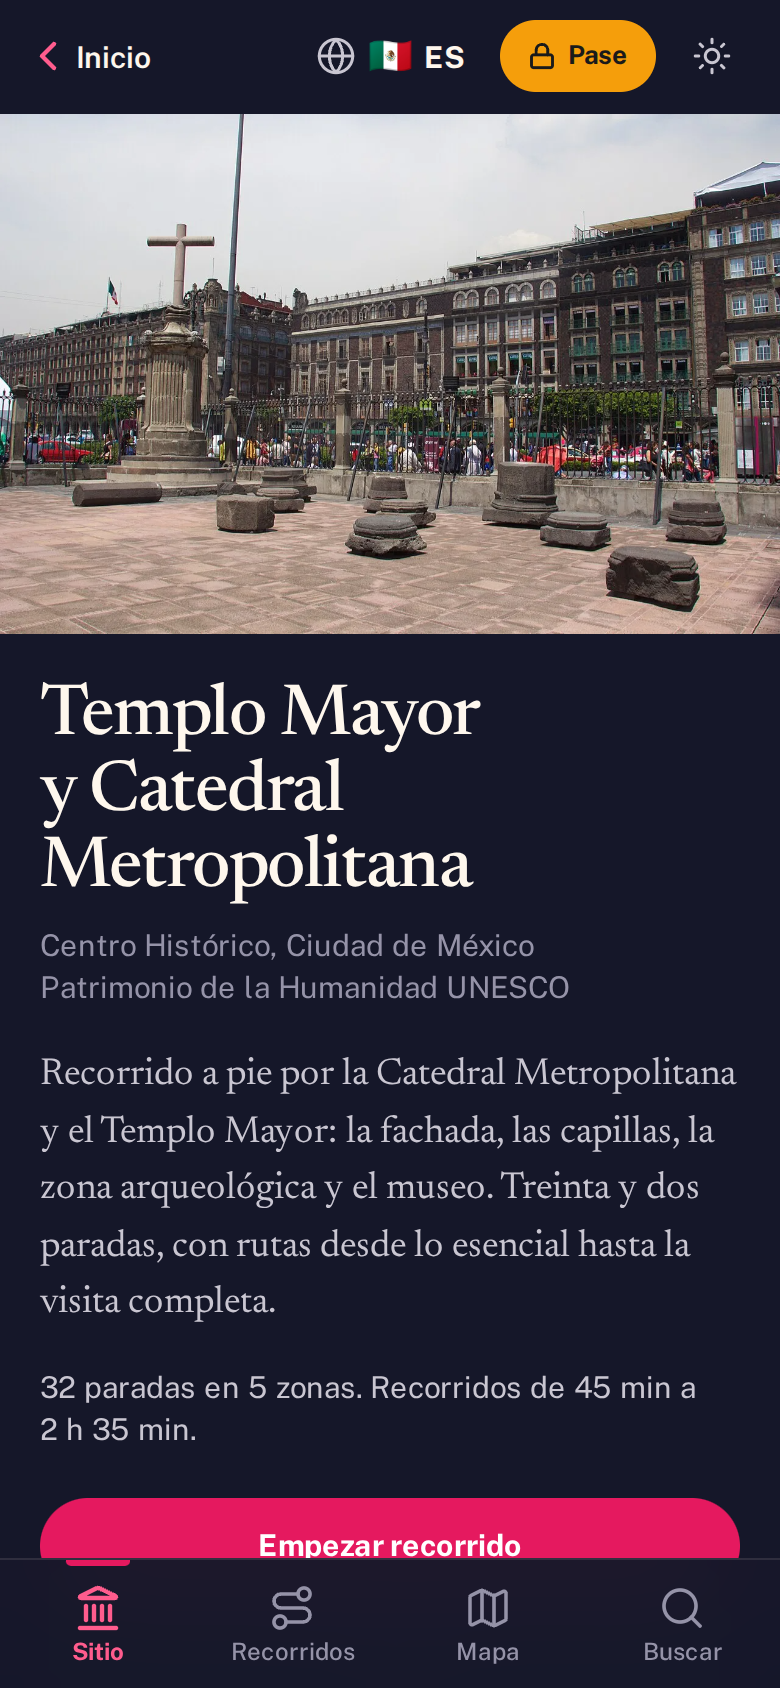 Inicio
ES
Pase
Templo Mayor
y Catedral
Metropolitana
Centro Histórico, Ciudad de México
Patrimonio de la Humanidad UNESCO
Recorrido a pie por la Catedral Metropolitana
y el Templo Mayor: la fachada, las capillas, la
zona arqueológica y el museo. Treinta y dos
paradas, con rutas desde lo esencial hasta la
visita completa.
32 paradas en 5 zonas. Recorridos de 45 min a
2 h 35 min.
Empezar recorrido
Sitio
Recorridos
Mapa
Buscar